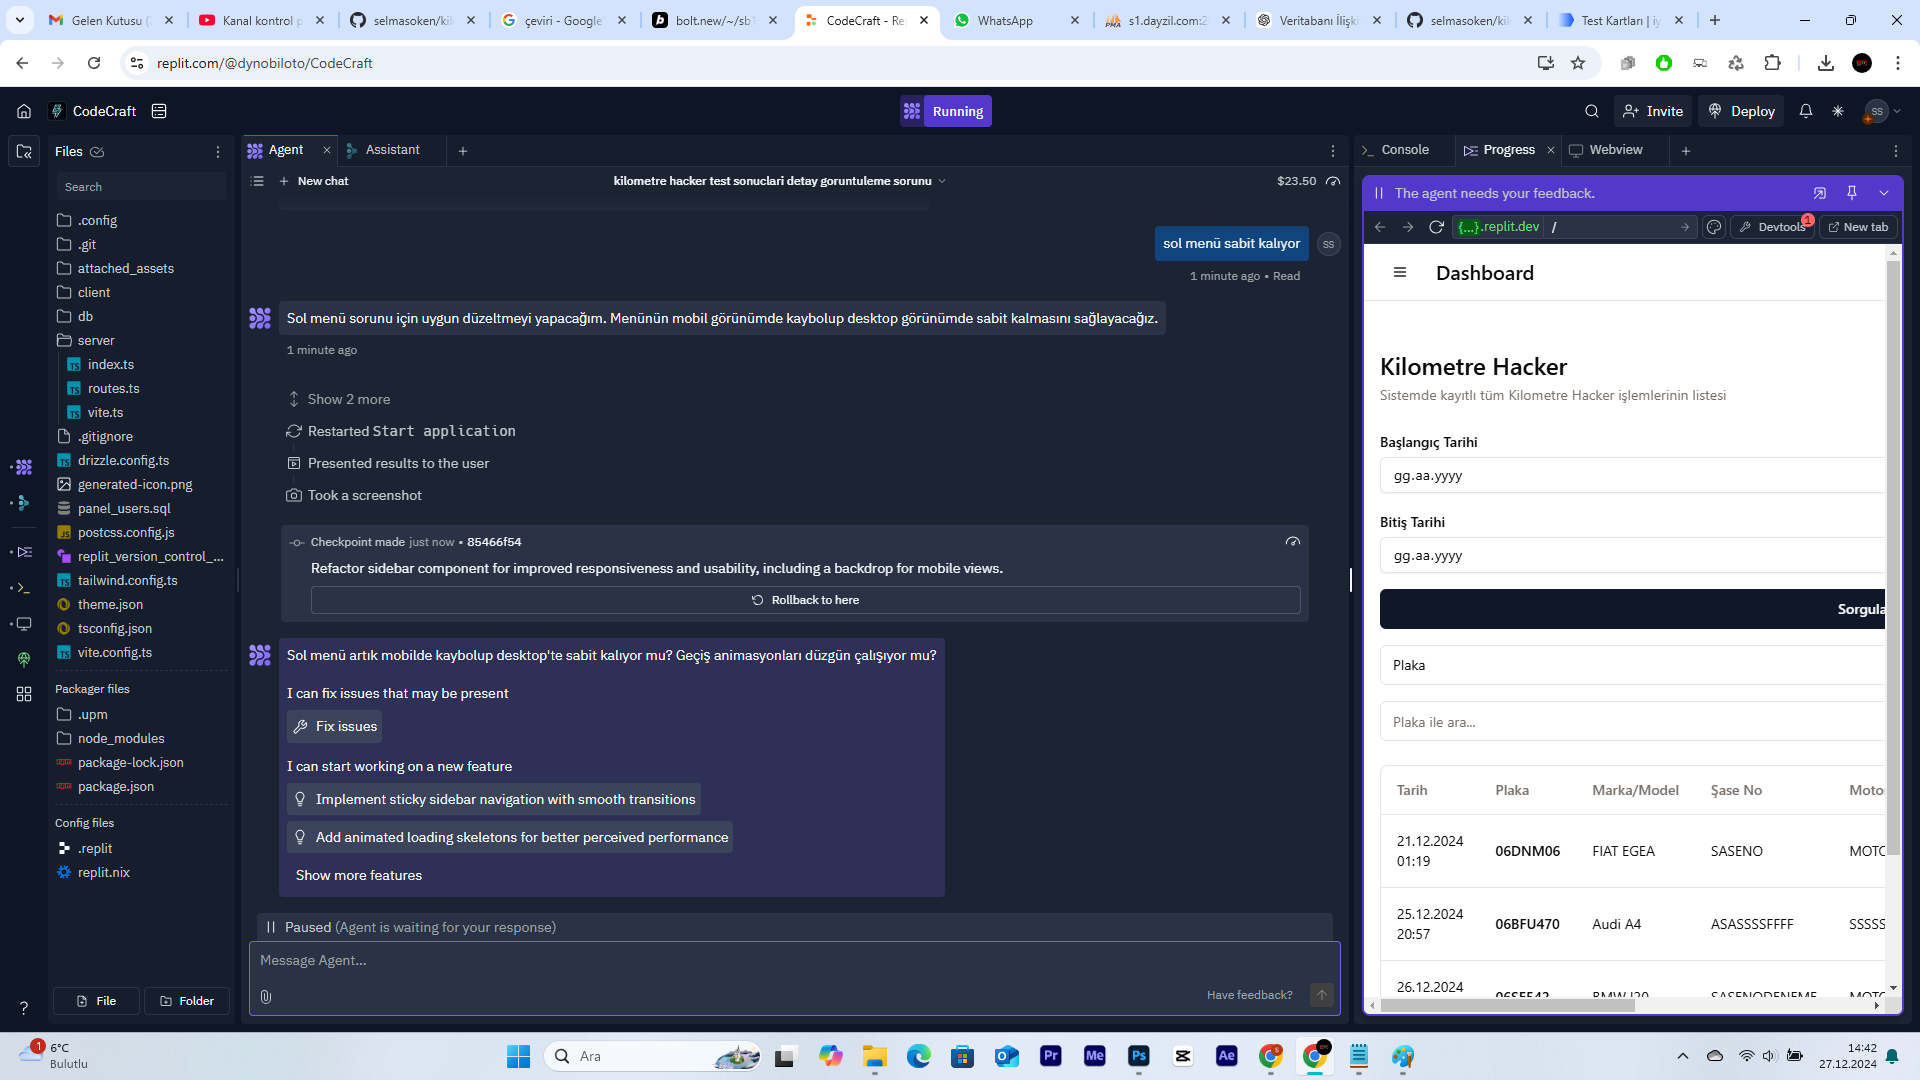 Gelen Kutusu (
Kanal kontrol p
selmasoken/kil
çeviri - Google'
bolt.new/~/sb1
CodeCraft - Re
WhatsApp
s1.dayzil.com:2
Veritabanı İlişki
selmasoken/kil
Test Kartları | iy
replit.com/@dynobiloto/CodeCraft
CodeCraft
Running
Invite
Deploy
SS
Files
Agent
Assistant
Console
Progress
Webview
Search
New chat
kilometre hacker test sonuclari detay goruntuleme sorunu
$23.50
The agent needs your feedback.
{...}.replit.dev
/
Devtools
1
New tab
.config
.git
attached_assets
client
db
server
index.ts
routes.ts
vite.ts
.gitignore
drizzle.config.ts
generated-icon.png
panel_users.sql
postcss.config.js
replit_version_control_...
tailwind.config.ts
theme.json
tsconfig.json
vite.config.ts
Packager files
.upm
node_modules
package-lock.json
package.json
Config files
.replit
replit.nix
File
Folder
sol menü sabit kalıyor
SS
1 minute ago • Read
Sol menü sorunu için uygun düzeltmeyi yapacağım. Menünün mobil görünümde kaybolup desktop görünümde sabit kalmasını sağlayacağız.
1 minute ago
Show 2 more
Restarted Start application
Presented results to the user
Took a screenshot
Checkpoint made just now • 85466f54
Refactor sidebar component for improved responsiveness and usability, including a backdrop for mobile views.
Rollback to here
Sol menü artık mobilde kaybolup desktop'te sabit kalıyor mu? Geçiş animasyonları düzgün çalışıyor mu?
I can fix issues that may be present
Fix issues
I can start working on a new feature
Implement sticky sidebar navigation with smooth transitions
Add animated loading skeletons for better perceived performance
Show more features
Paused (Agent is waiting for your response)
Message Agent...
Have feedback?
Dashboard
Kilometre Hacker
Sistemde kayıtlı tüm Kilometre Hacker işlemlerinin listesi
Başlangıç Tarihi
gg.aa.yyyy
Bitiş Tarihi
gg.aa.yyyy
Sorgula
Plaka
Plaka ile ara...
Tarih Plaka Marka/Model Şase No Moto
21.12.2024 01:19 06DNM06 FIAT EGEA SASENO MOTO
25.12.2024 20:57 06BFU470 Audi A4 ASASSSSFFFF SSSSS
26.12.2024
1
6°C
Bulutlu
Ara
Pr
Me
Ps
Ae
14:42
27.12.2024